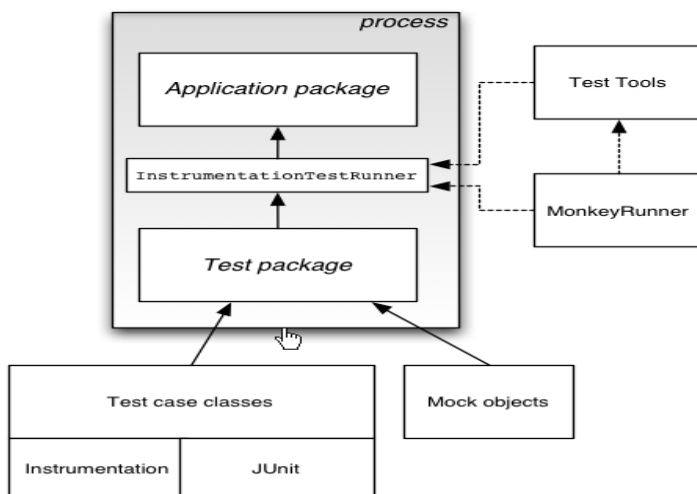 process
Application package
Test Tools
InstrumentationTestRunner
MonkeyRunner
Test package
Test case classes
Mock objects
Instrumentation
JUnit